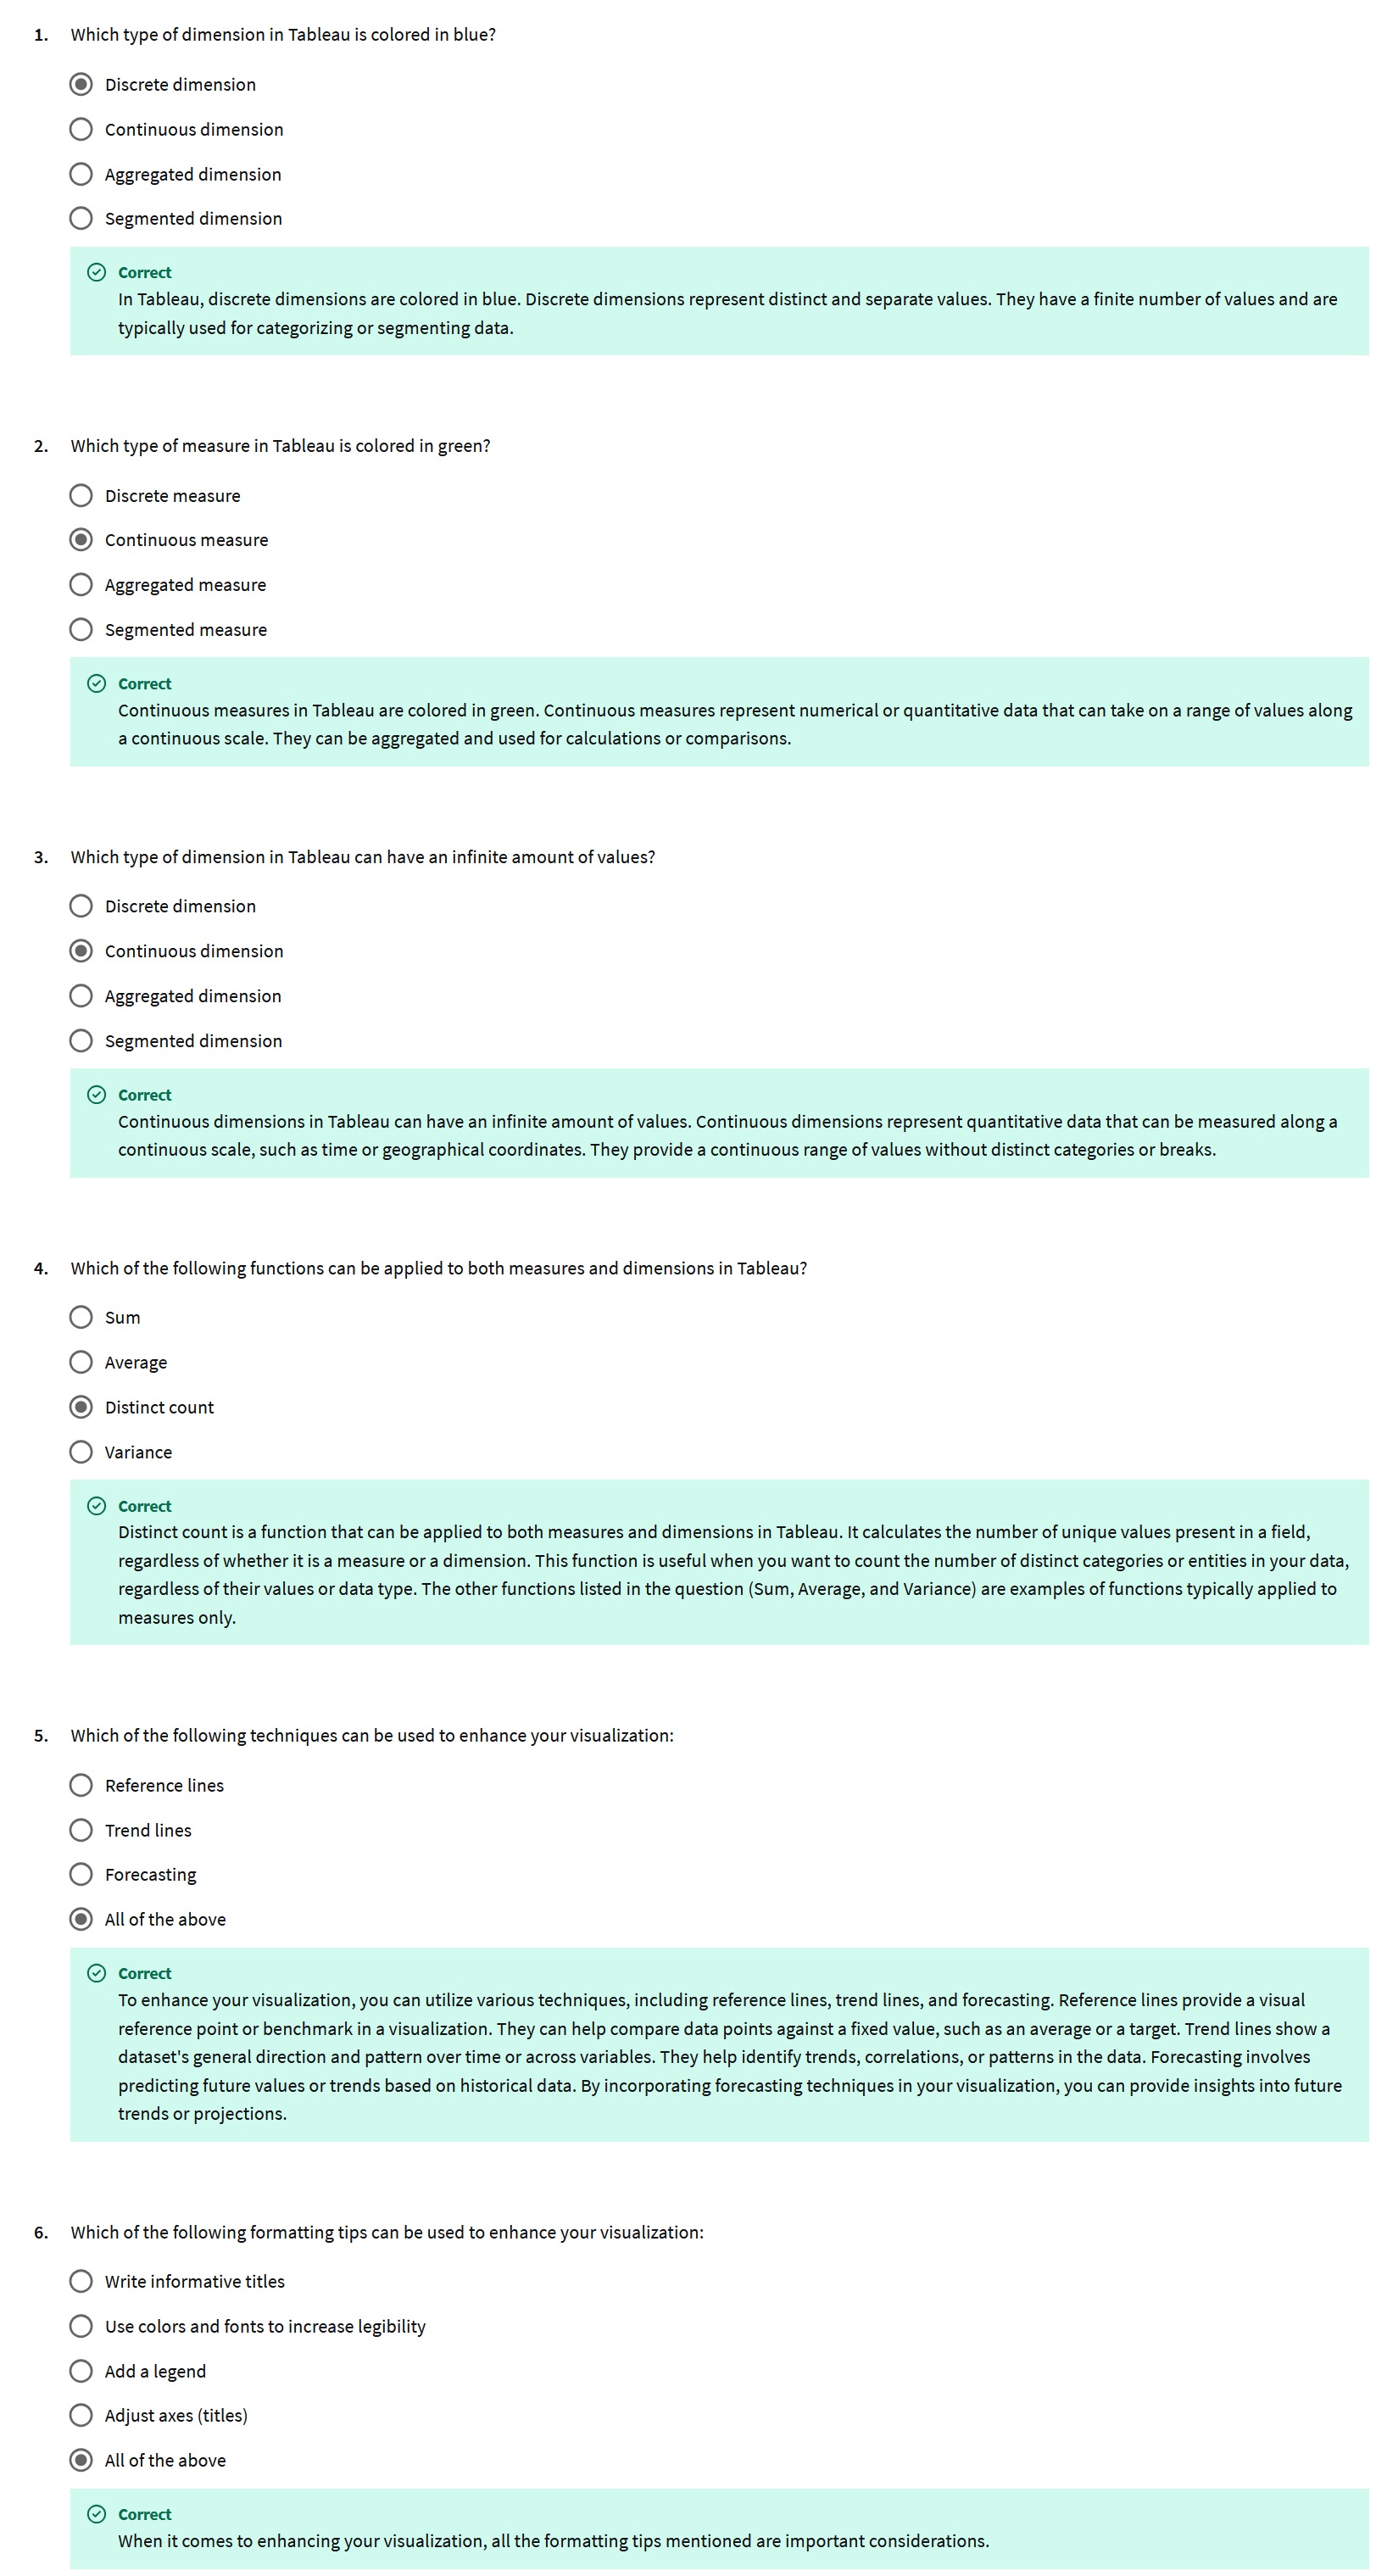 1. Which type of dimension in Tableau is colored in blue?
Discrete dimension
Continuous dimension
Aggregated dimension
Segmented dimension
Correct
In Tableau, discrete dimensions are colored in blue. Discrete dimensions represent distinct and separate values. They have a finite number of values and are
typically used for categorizing or segmenting data.
2. Which type of measure in Tableau is colored in green?
Discrete measure
Continuous measure
Aggregated measure
Segmented measure
Correct
Continuous measures in Tableau are colored in green. Continuous measures represent numerical or quantitative data that can take on a range of values along
a continuous scale. They can be aggregated and used for calculations or comparisons.
3. Which type of dimension in Tableau can have an infinite amount of values?
Discrete dimension
Continuous dimension
Aggregated dimension
Segmented dimension
Correct
Continuous dimensions in Tableau can have an infinite amount of values. Continuous dimensions represent quantitative data that can be measured along a
continuous scale, such as time or geographical coordinates. They provide a continuous range of values without distinct categories or breaks.
4. Which of the following functions can be applied to both measures and dimensions in Tableau?
Sum
Average
Distinct count
Variance
Correct
Distinct count is a function that can be applied to both measures and dimensions in Tableau. It calculates the number of unique values present in a field,
regardless of whether it is a measure or a dimension. This function is useful when you want to count the number of distinct categories or entities in your data,
regardless of their values or data type. The other functions listed in the question (Sum, Average, and Variance) are examples of functions typically applied to
measures only.
5. Which of the following techniques can be used to enhance your visualization:
Reference lines
Trend lines
Forecasting
All of the above
Correct
To enhance your visualization, you can utilize various techniques, including reference lines, trend lines, and forecasting. Reference lines provide a visual
reference point or benchmark in a visualization. They can help compare data points against a fixed value, such as an average or a target. Trend lines show a
dataset's general direction and pattern over time or across variables. They help identify trends, correlations, or patterns in the data. Forecasting involves
predicting future values or trends based on historical data. By incorporating forecasting techniques in your visualization, you can provide insights into future
trends or projections.
6. Which of the following formatting tips can be used to enhance your visualization:
Write informative titles
Use colors and fonts to increase legibility
Add a legend
Adjust axes (titles)
All of the above
Correct
When it comes to enhancing your visualization, all the formatting tips mentioned are important considerations.